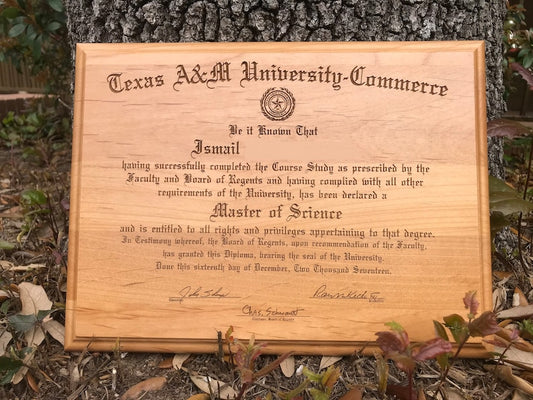 Texas A&M University-Commerce
Be it Known That
Ismail
having successfully completed the Course Study as prescribed by the
Faculty and Board of Regents and having complied with all other
requirements of the University, has been declared a
Master of Science
and is entitled to all rights and privileges appertaining to that degree.
In Testimony whereof, the Board of Regents, upon recommendation of the Faculty,
has granted this Diploma, bearing the seal of the University.
Done this sixteenth day of December, Two Thousand Seventeen.